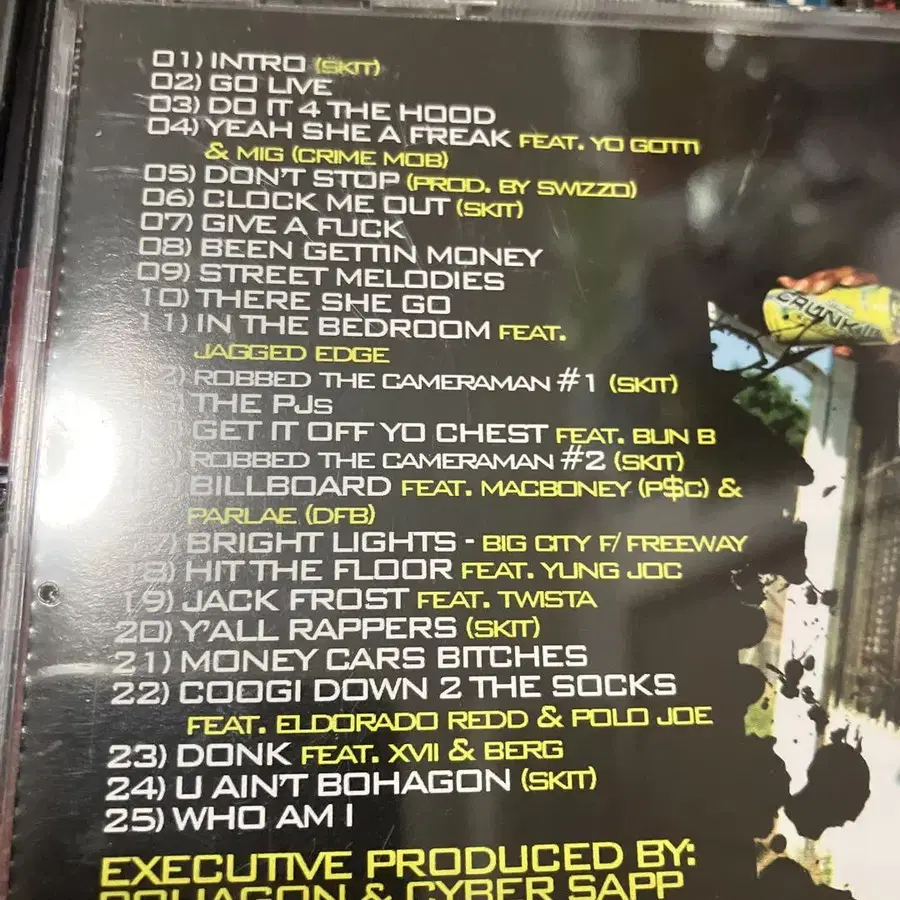 01) INTRO (SKIT)
02) GO LIVE
03) DO IT 4 THE HOOD
04) YEAH SHE A FREAK FEAT. YO GOTTI
& MIG (CRIME MOB)
05) DON'T STOP (PROD. BY SWIZZO)
06) CLOCK ME OUT (SKIT)
07) GIVE A FUCK
08) BEEN GETTIN MONEY
09) STREET MELODIES
10) THERE SHE GO
11) IN THE BEDROOM FEAT.
JAGGED EDGE
2) ROBBED THE CAMERAMAN #1 (SKIT)
) THE PJs
) GET IT OFF YO CHEST FEAT. BUN B
) ROBBED THE CAMERAMAN #2 (SKIT)
) BILLBOARD FEAT. MACBONEY (P$C) &
PARLAE (DFB)
17) BRIGHT LIGHTS - BIG CITY F/ FREEWAY
18) HIT THE FLOOR FEAT. YUNG JOC
19) JACK FROST FEAT. TWISTA
20) Y'ALL RAPPERS (SKIT)
21) MONEY CARS BITCHES
22) COOGI DOWN 2 THE SOCKS
FEAT. ELDORADO REDD & POLO JOE
23) DONK FEAT. XVII & BERG
24) U AIN'T BOHAGON (SKIT)
25) WHO AM I
EXECUTIVE PRODUCED BY:
BOHAGON & CYBER SAPP
CRUNK